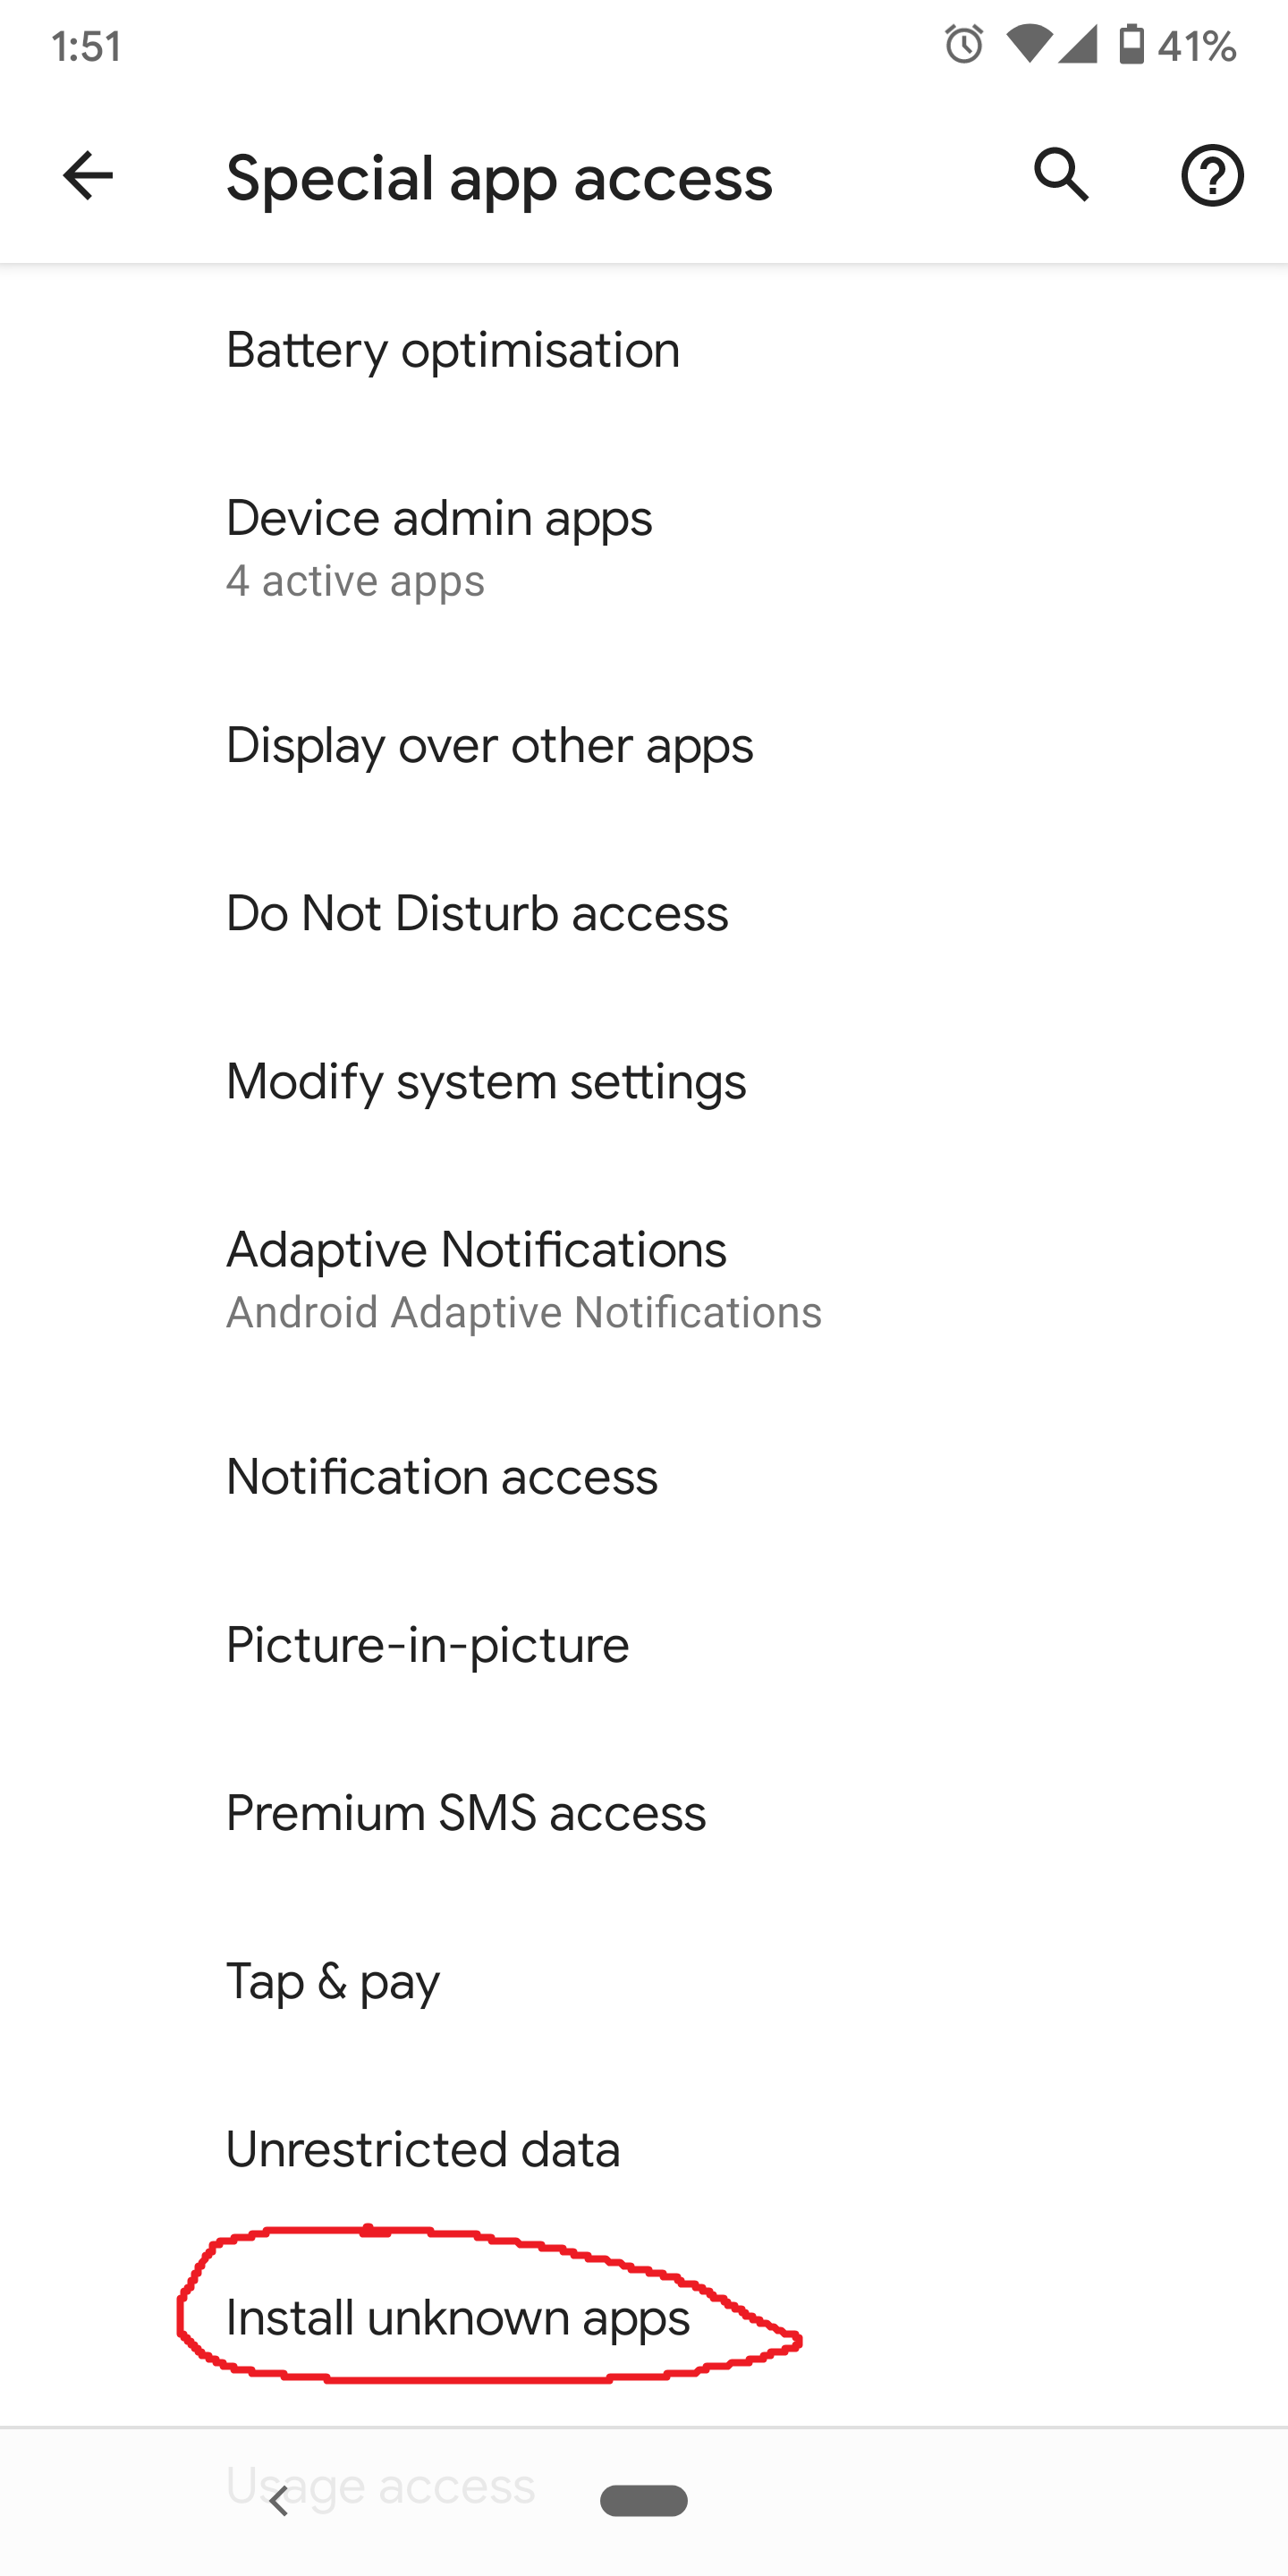 1:51 41%
Special app access
Battery optimisation
Device admin apps
4 active apps
Display over other apps
Do Not Disturb access
Modify system settings
Adaptive Notifications
Android Adaptive Notifications
Notification access
Picture-in-picture
Premium SMS access
Tap & pay
Unrestricted data
Install unknown apps
Usage access